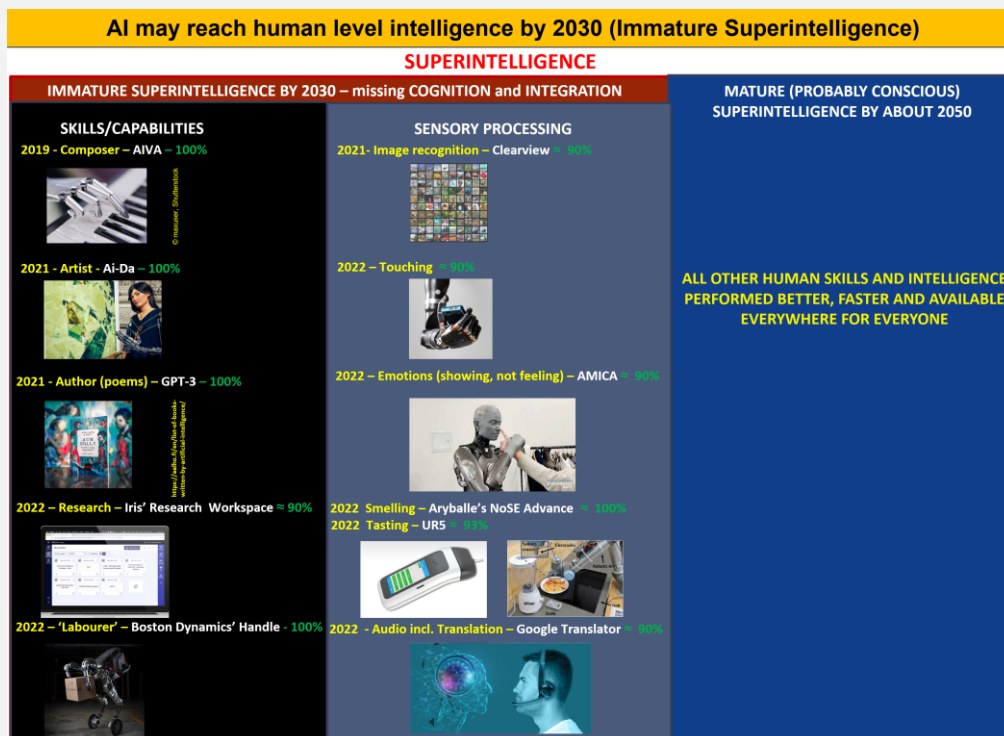 AI may reach human level intelligence by 2030 (Immature Superintelligence)
SUPERINTELLIGENCE
IMMATURE SUPERINTELLIGENCE BY 2030 – missing COGNITION and INTEGRATION
SKILLS/CAPABILITIES
2019 - Composer – AIVA – 100%
© maxuser, Shutterstock
2021 - Artist - Ai-Da – 100%
2021 - Author (poems) – GPT-3 – 100%
https://aalhu.fi/en/list-of-books-
written-by-artificial-intelligence/
2022 – Research – Iris’ Research Workspace ≈ 90%
2022 – ‘Labourer’ – Boston Dynamics’ Handle - 100%
SENSORY PROCESSING
2021- Image recognition – Clearview ≈ 90%
2022 – Touching ≈ 90%
2022 – Emotions (showing, not feeling) – AMICA ≈ 90%
2022 Smelling – Aryballe’s NoSE Advance ≈ 100%
2022 Tasting – UR5 ≈ 93%
2022 - Audio incl. Translation – Google Translator ≈ 90%
MATURE (PROBABLY CONSCIOUS)
SUPERINTELLIGENCE BY ABOUT 2050
ALL OTHER HUMAN SKILLS AND INTELLIGENCE
PERFORMED BETTER, FASTER AND AVAILABLE
EVERYWHERE FOR EVERYONE